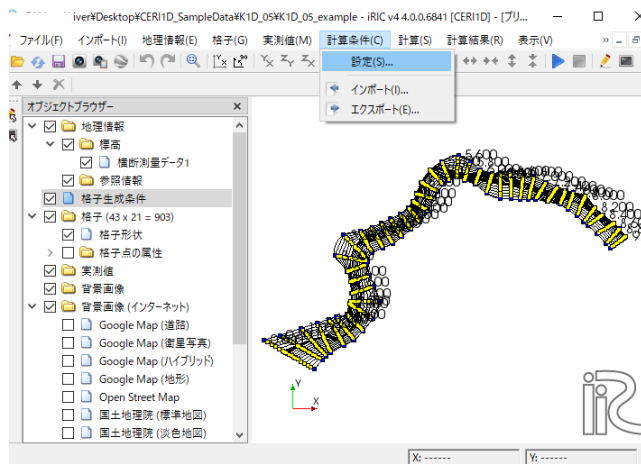 iver¥Desktop¥CERI1D_SampleData¥K1D_05¥K1D_05_example - iRIC v4 4.0.0.6841 [CERI1D] - [プリ...
ファイル(F) インポート(I) 地理情報(E) 格子(G) 実測値(M) 計算条件(C) 計算(S) 計算結果(R) 表示(V) »
設定(S)...
インポート(I)...
エクスポート(E)...
オブジェクトブラウザー
地理情報
標高
横断測量データ1
参照情報
格子生成条件
格子 (43 x 21 = 903)
格子形状
格子点の属性
実測値
背景画像
背景画像 (インターネット)
Google Map (道路)
Google Map (衛星写真)
Google Map (ハイブリッド)
Google Map (地形)
Open Street Map
国土地理院 (標準地図)
国土地理院 (淡色地図)
5.600
Y
X
iRIC
X: ------ Y: ------